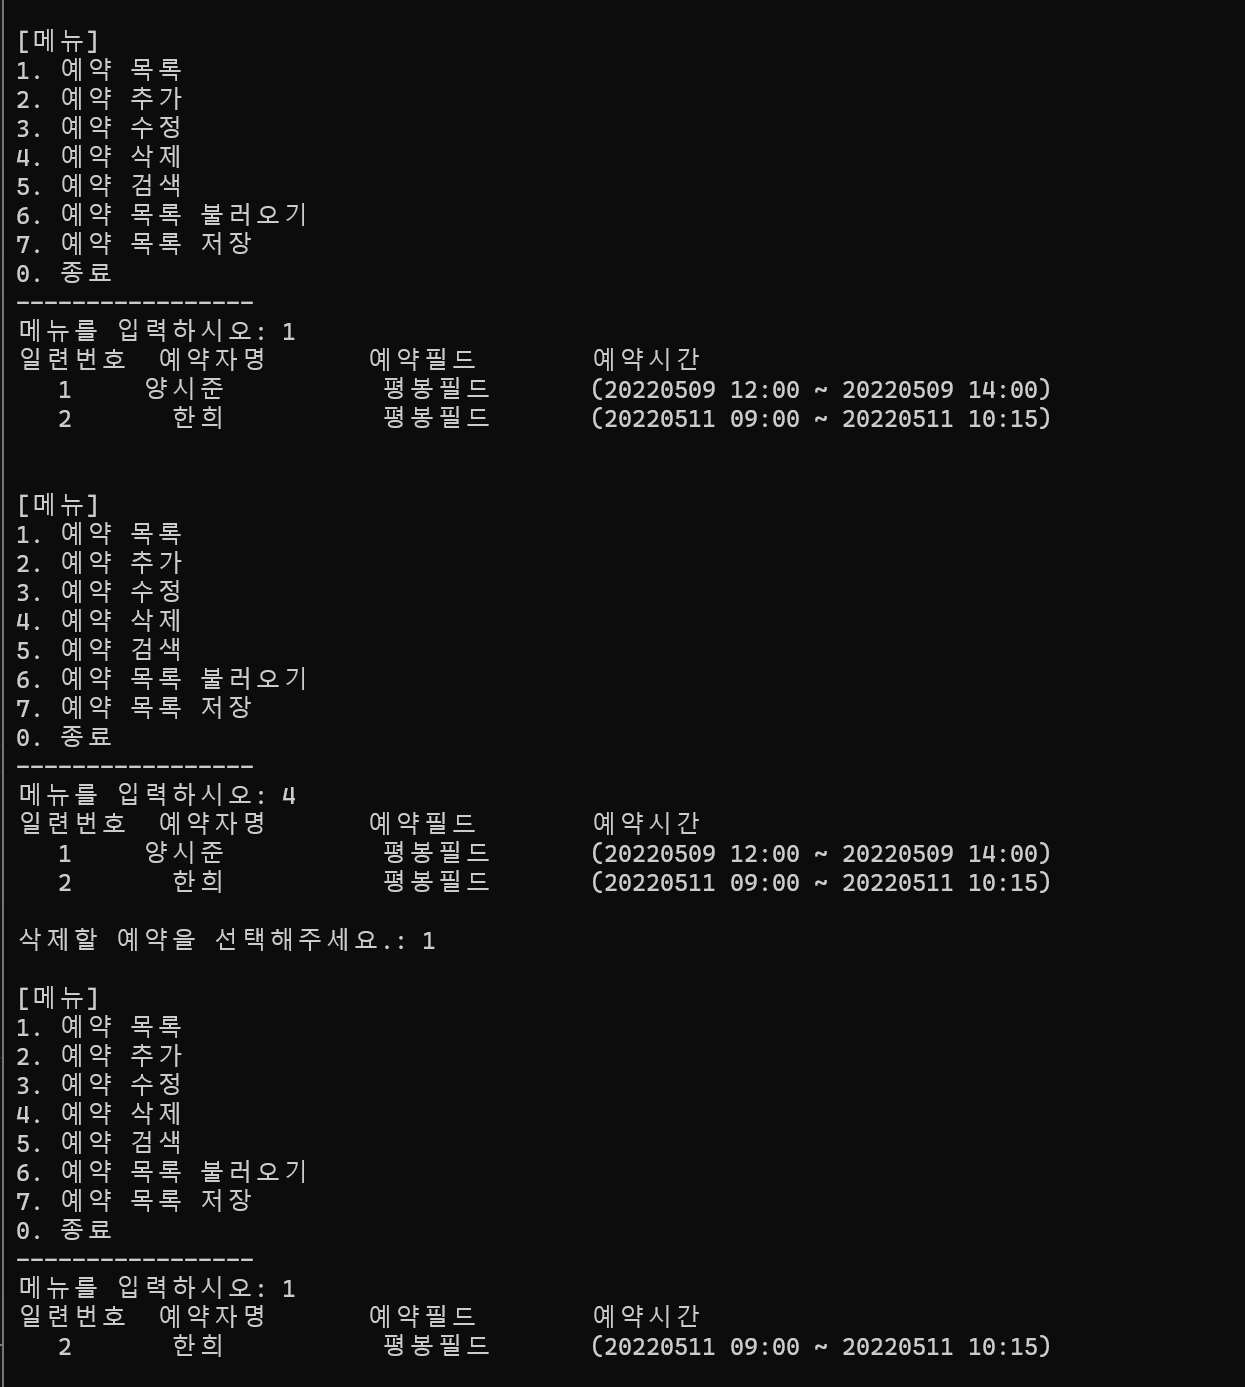 [메뉴]
1. 예약 목록
2. 예약 추가
3. 예약 수정
4. 예약 삭제
5. 예약 검색
6. 예약 목록 불러오기
7. 예약 목록 저장
0. 종료
-----------------
메뉴를 입력하시오: 1
일련번호  예약자명       예약필드        예약시간
   1     양시준           평봉필드       (20220509 12:00 ~ 20220509 14:00)
   2       한희           평봉필드       (20220511 09:00 ~ 20220511 10:15)
[메뉴]
1. 예약 목록
2. 예약 추가
3. 예약 수정
4. 예약 삭제
5. 예약 검색
6. 예약 목록 불러오기
7. 예약 목록 저장
0. 종료
-----------------
메뉴를 입력하시오: 4
일련번호  예약자명       예약필드        예약시간
   1     양시준           평봉필드       (20220509 12:00 ~ 20220509 14:00)
   2       한희           평봉필드       (20220511 09:00 ~ 20220511 10:15)
삭제할 예약을 선택해주세요.: 1
[메뉴]
1. 예약 목록
2. 예약 추가
3. 예약 수정
4. 예약 삭제
5. 예약 검색
6. 예약 목록 불러오기
7. 예약 목록 저장
0. 종료
-----------------
메뉴를 입력하시오: 1
일련번호  예약자명       예약필드        예약시간
   2       한희           평봉필드       (20220511 09:00 ~ 20220511 10:15)